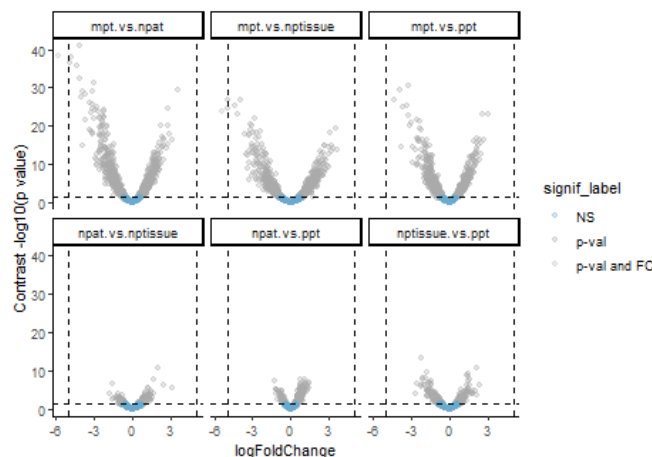 mpt.vs.npat mpt.vs.nptissue mpt.vs.ppt
40
30
20
10
0
npat.vs.nptissue npat.vs.ppt nptissue.vs.ppt
40
30
20
10
0
-6 -3 0 3 -6 -3 0 3 -6 -3 0 3
logFoldChange
Contrast -log10(p value)
signif_label
NS
p-val
p-val and FC